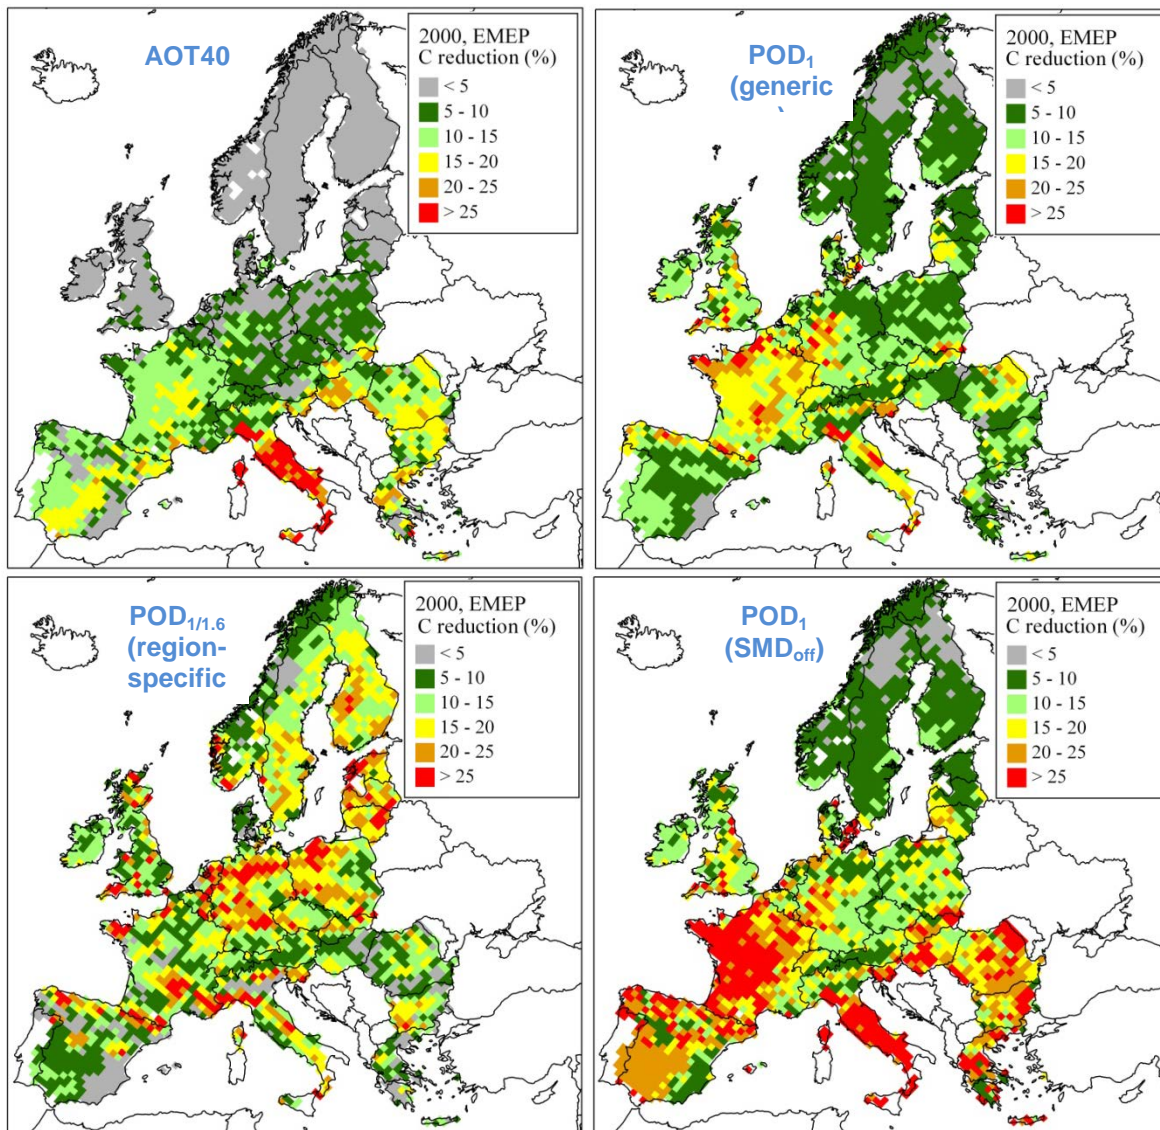 AOT40
2000, EMEP
C reduction (%)
< 5
5 - 10
10 - 15
15 - 20
20 - 25
> 25
POD1
(generic
2000, EMEP
C reduction (%)
< 5
5 - 10
10 - 15
15 - 20
20 - 25
> 25
POD1/1.6
(region-
specific
2000, EMEP
C reduction (%)
< 5
5 - 10
10 - 15
15 - 20
20 - 25
> 25
POD1
(SMDoff)
2000, EMEP
C reduction (%)
< 5
5 - 10
10 - 15
15 - 20
20 - 25
> 25